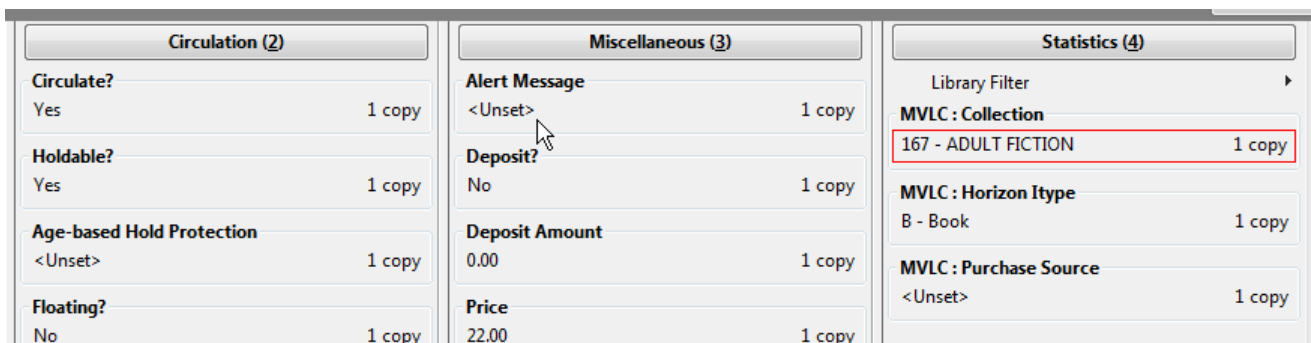 Circulation (2)
Circulate?
Yes 1 copy
Holdable?
Yes 1 copy
Age-based Hold Protection
<Unset> 1 copy
Floating?
No 1 copy
Miscellaneous (3)
Alert Message
<Unset> 1 copy
Deposit?
No 1 copy
Deposit Amount
0.00 1 copy
Price
22.00 1 copy
Statistics (4)
Library Filter
MVLC : Collection
167 - ADULT FICTION 1 copy
MVLC : Horizon Itype
B - Book 1 copy
MVLC : Purchase Source
<Unset> 1 copy